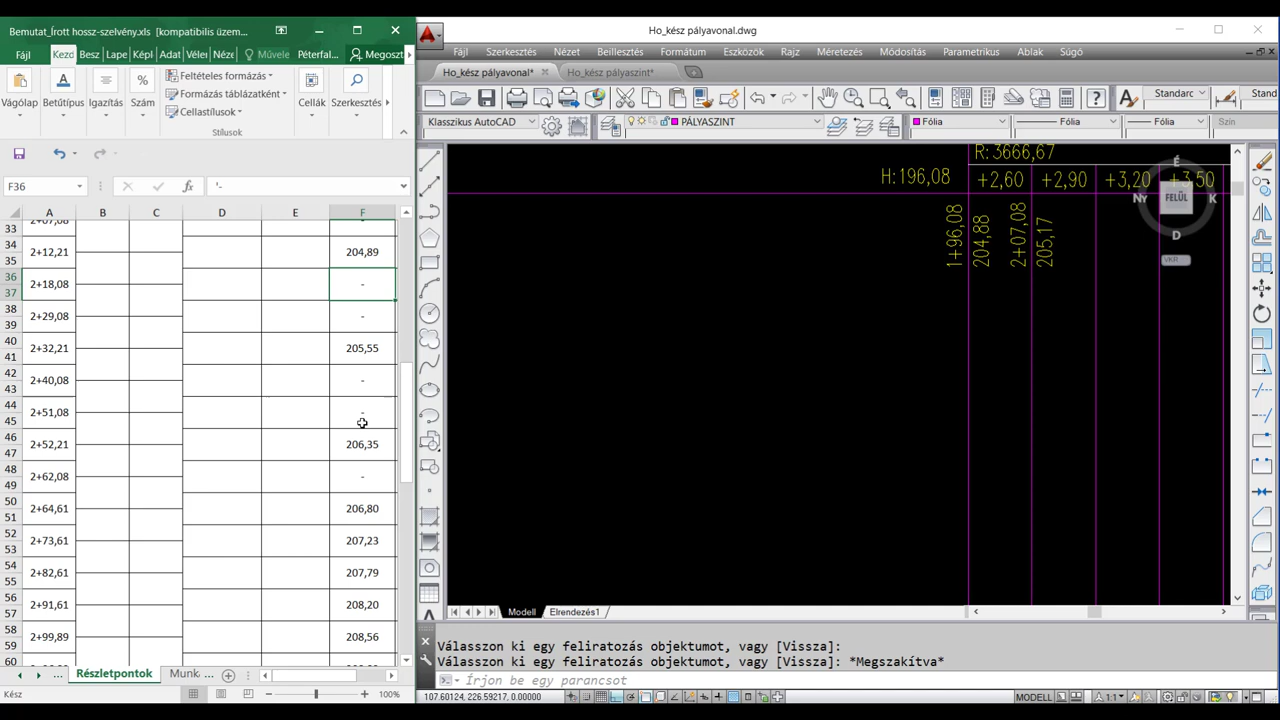 Bemutat_Írott hossz-szelvény.xls [kompatibilis üzem...
Fájl Kezd Besz Lape Képl Adat Vélei Néze Művele Péterfal... Megoszt
Vágólap Betűtípus Igazítás Szám
Feltételes formázás
Formázás táblázatként
Cellastílusok
Stílusok
Cellák Szerkesztés
F36 fx '-
A B C D E F
33 2+07,08
34 2+12,21 204,89
35
36 2+18,08 -
37
38 2+29,08 -
39
40 2+32,21 205,55
41
42 2+40,08 -
43
44 2+51,08 -
45
46 2+52,21 206,35
47
48 2+62,08 -
49
50 2+64,61 206,80
51
52 2+73,61 207,23
53
54 2+82,61 207,79
55
56 2+91,61 208,20
57
58 2+99,89 208,56
59
60
... Részletpontok Munk ...
Kész 100%
Ho_kész pályavonal.dwg
Fájl Szerkesztés Nézet Beillesztés Formátum Eszközök Rajz Méretezés Módosítás Parametrikus Ablak Súgó
Ho_kész pályavonal* Ho_kész pályaszint*
Standarc Stand
Klasszikus AutoCAD PÁLYASZINT Fólia Fólia Fólia Szín
R: 3666,67
H:196,08 +2,60 +2,90 +3,20 +3,50
1+96,08 204,88 2+07,08 205,17
É
NY FELÜL K
D
VKR
Modell Elrendezés1
Válasszon ki egy feliratozás objektumot, vagy [Vissza]:
Válasszon ki egy feliratozás objektumot, vagy [Vissza]: *Megszakítva*
Írjon be egy parancsot
107.60124, 226.59217, 0.00000 MODELL 1:1